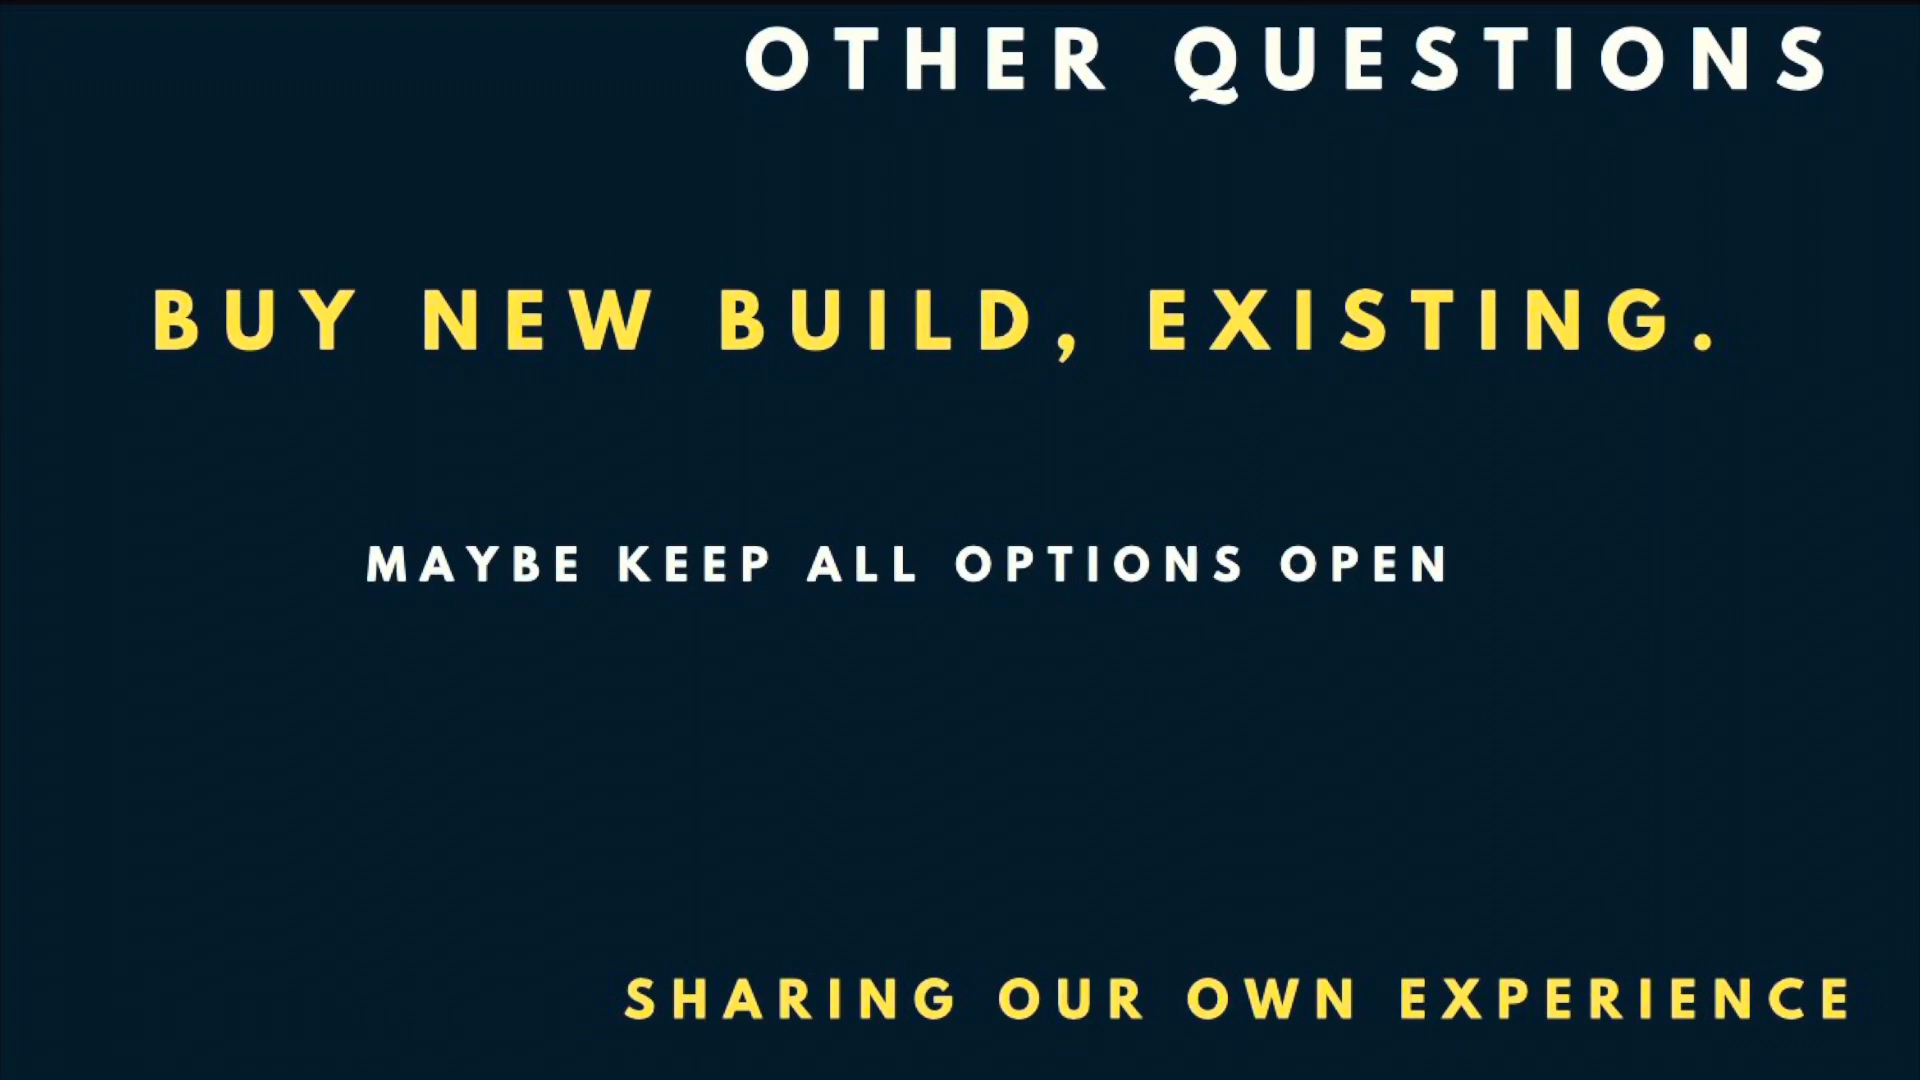 OTHER QUESTIONS
BUY NEW BUILD, EXISTING.
MAYBE KEEP ALL OPTIONS OPEN
SHARING OUR OWN EXPERIENCE